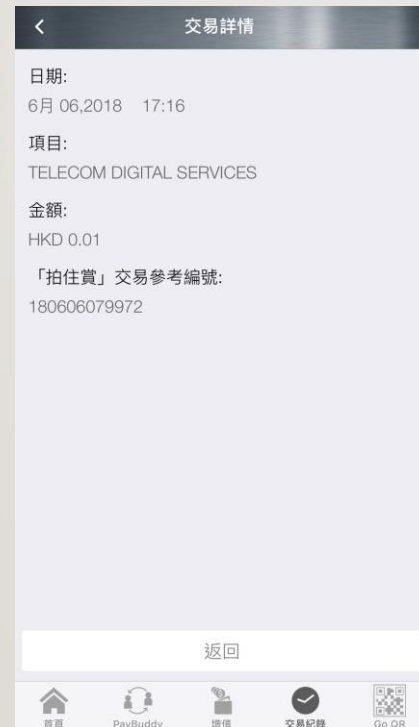 交易詳情
日期:
6月 06,2018 17:16
項目:
TELECOM DIGITAL SERVICES
金額:
HKD 0.01
「拍住賞」交易參考編號:
180606079972
返回
首頁 PayBuddy 增值 交易紀錄 Go QR